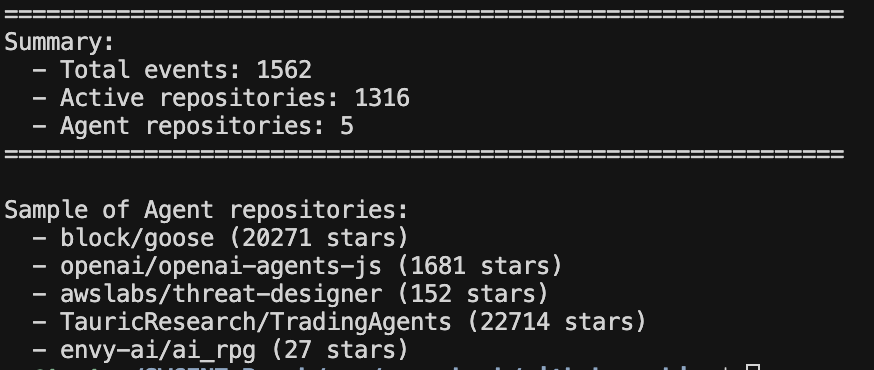 ============================================================
Summary:
  - Total events: 1562
  - Active repositories: 1316
  - Agent repositories: 5
============================================================
Sample of Agent repositories:
  - block/goose (20271 stars)
  - openai/openai-agents-js (1681 stars)
  - awslabs/threat-designer (152 stars)
  - TauricResearch/TradingAgents (22714 stars)
  - envy-ai/ai_rpg (27 stars)